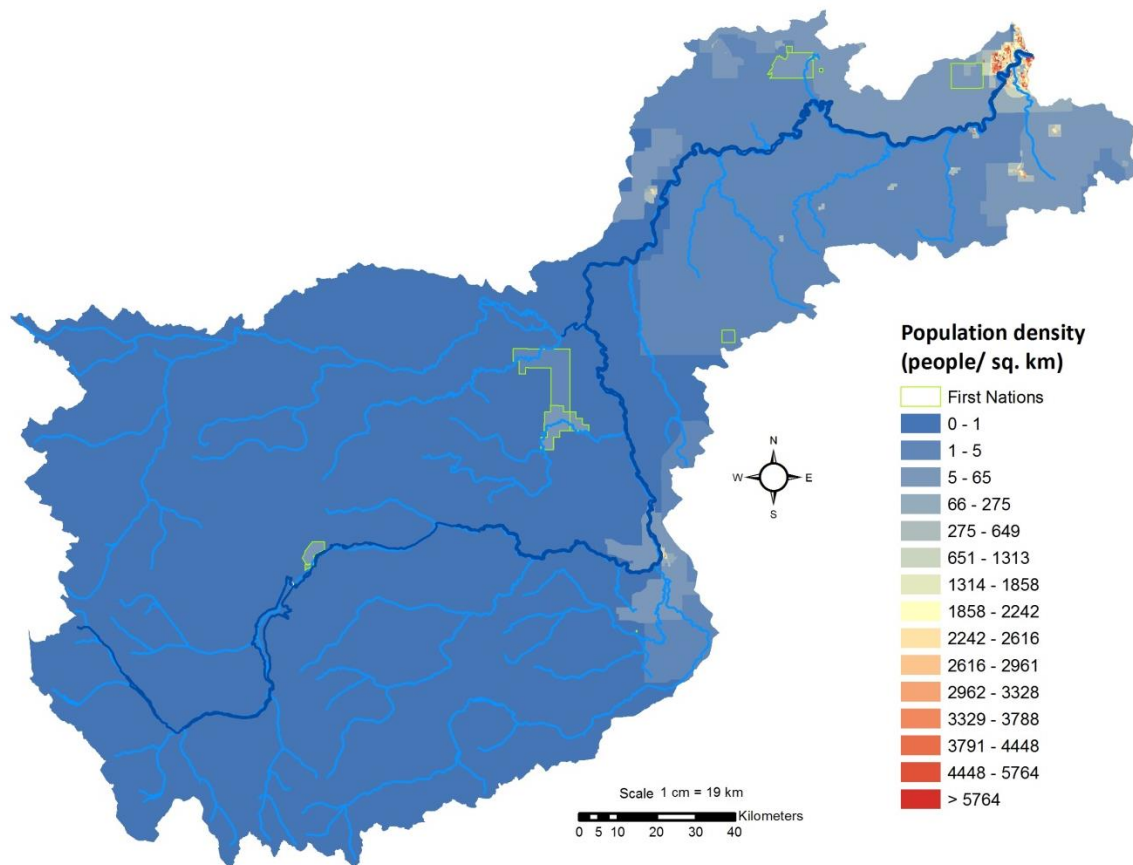 Population density
(people/ sq. km)
First Nations
0 - 1
1 - 5
5 - 65
66 - 275
275 - 649
651 - 1313
1314 - 1858
1858 - 2242
2242 - 2616
2616 - 2961
2962 - 3328
3329 - 3788
3791 - 4448
4448 - 5764
> 5764
N
W E
S
Scale 1 cm = 19 km
Kilometers
0 5 10 20 30 40